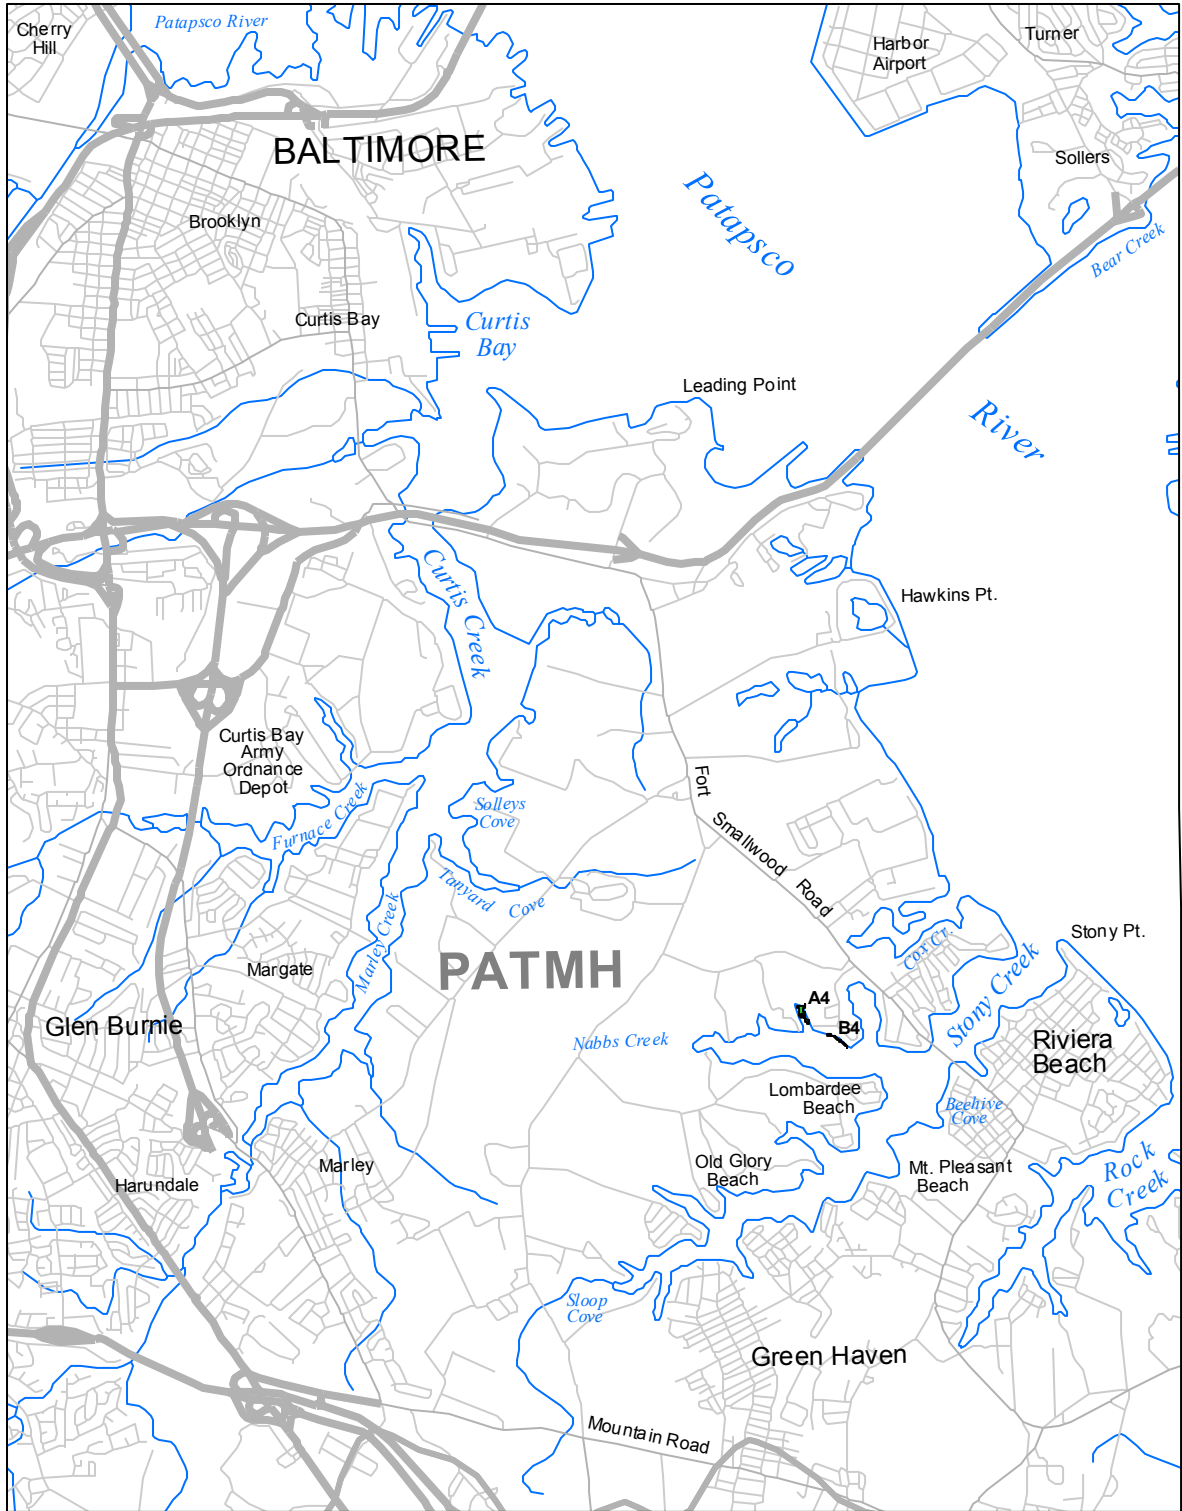 Cherry
Hill
Patapsco River
Harbor
Airport
Turner
BALTIMORE
Sollers
Patapsco
Brooklyn
Bear Creek
Curtis Bay
Curtis
Bay
Leading Point
River
Curtis Creek
Hawkins Pt.
Curtis Bay
Army
Ordnance
Depot
Fort
Smallwood
Road
Solleys
Cove
Furnace Creek
Tanyard
Cove
Marley Creek
Cox Cr.
Stony Pt.
PATMH
Margate
Stony Creek
A4
B4
Glen Burnie
Nabbs Creek
Riviera
Beach
Lombardee
Beach
Beehive
Cove
Marley
Old Glory
Beach
Mt. Pleasant
Beach
Rock
Creek
Harundale
Sloop
Cove
Green Haven
Mountain Road